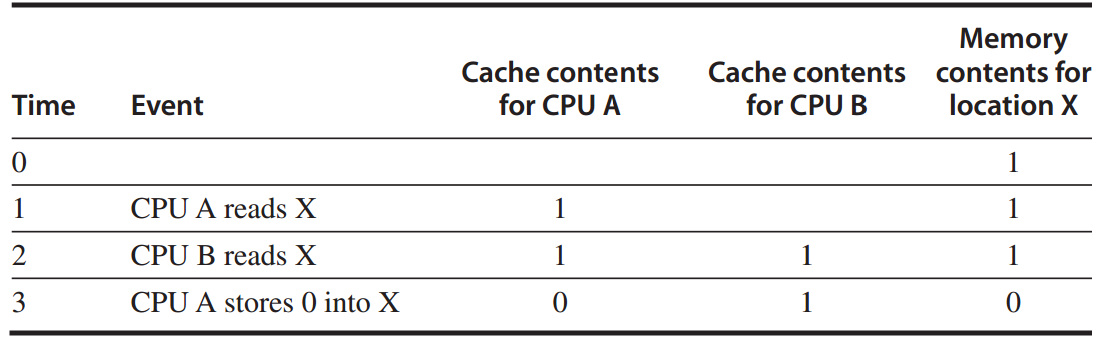 Memory
Cache contents Cache contents contents for
Time Event for CPU A for CPU B location X
0 1
1 CPU A reads X 1 1
2 CPU B reads X 1 1 1
3 CPU A stores 0 into X 0 1 0